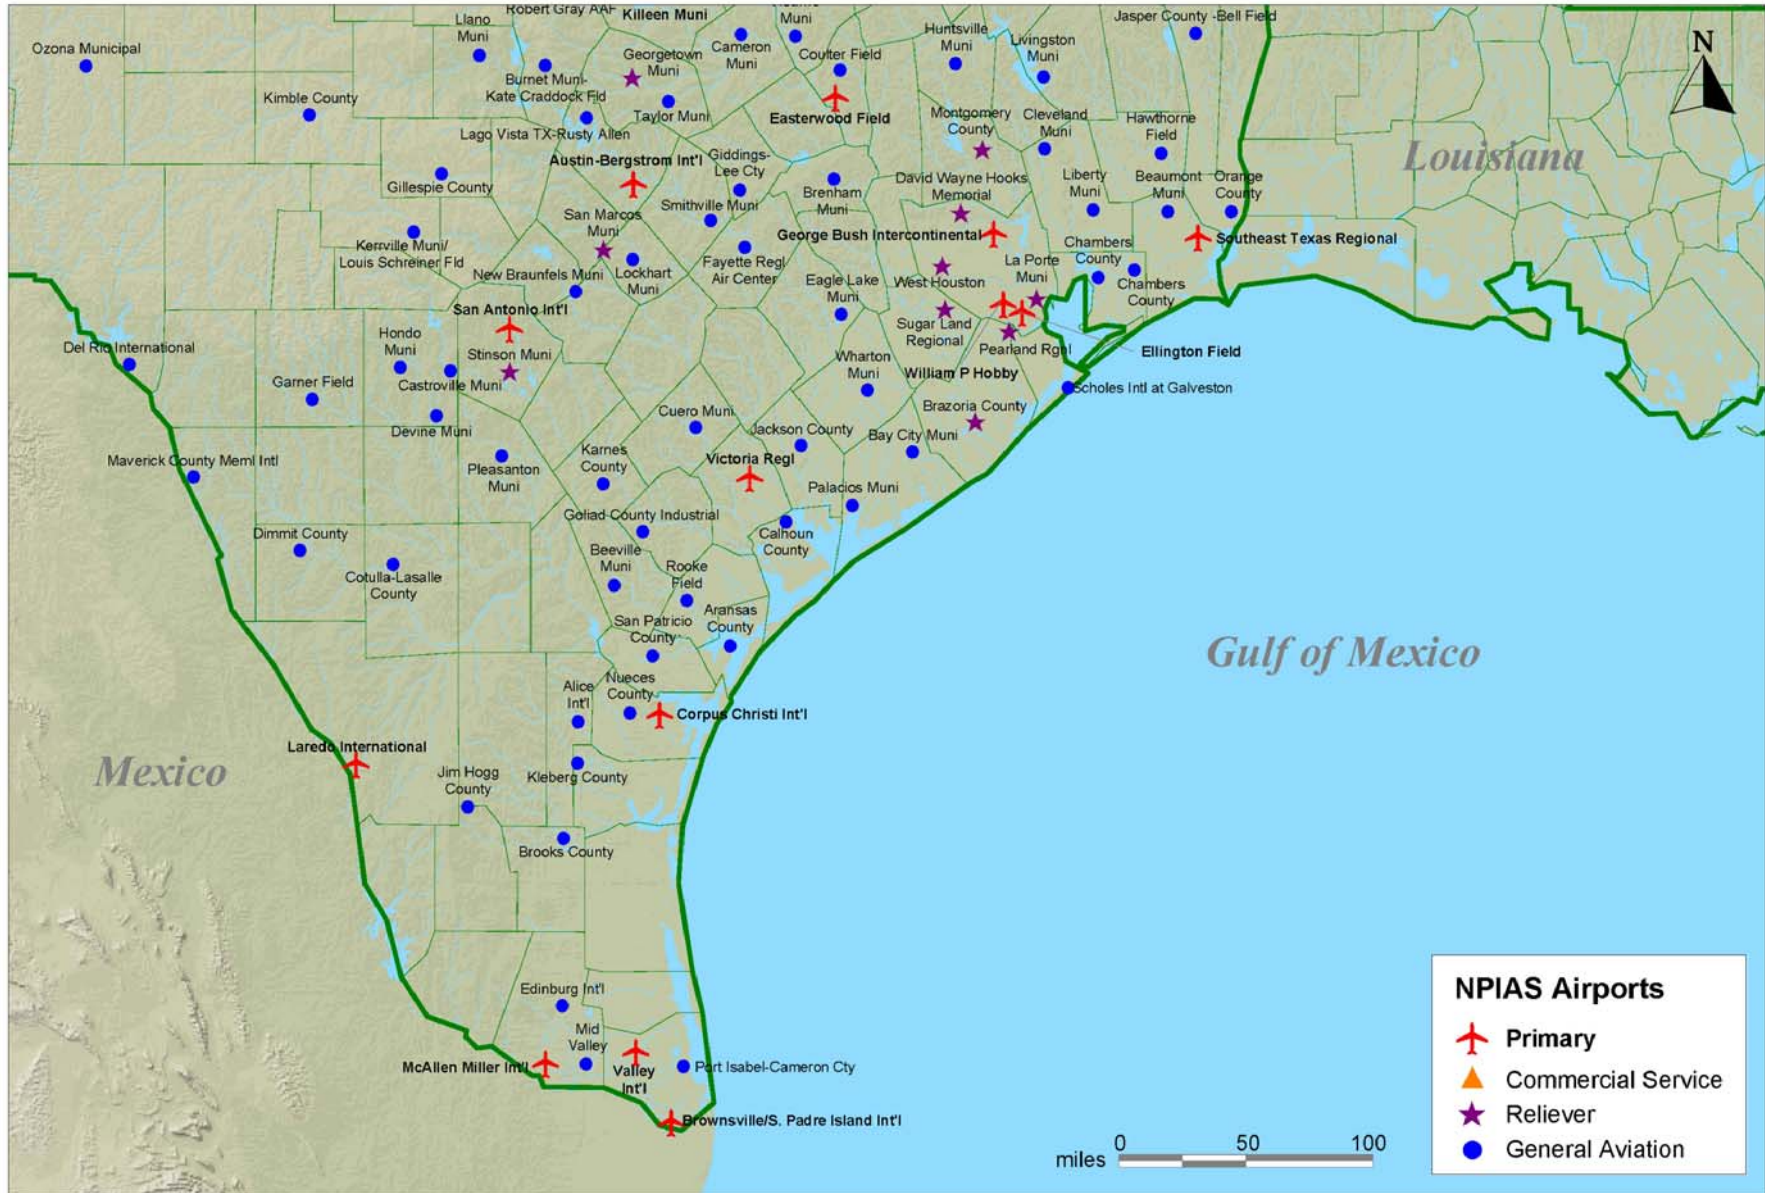 Robert Gray AAF
Killeen Muni
Llano
Muni
Ozona Municipal
Kimble County
Burnet Muni-
Kate Craddock Fld
Georgetown
Muni
Cameron
Muni
Coulter Field
Huntsville
Muni
Livingston
Muni
Jasper County -Bell Field
N
Taylor Muni
Lago Vista TX-Rusty Allen
Easterwood Field
Montgomery
County
Cleveland
Muni
Hawthorne
Field
Louisiana
Austin-Bergstrom Int'l
Giddings-
Lee Cty
Gillespie County
Brenham
Muni
David Wayne Hooks
Memorial
Liberty
Muni
Beaumont
Muni
Orange
County
San Marcos
Muni
Smithville Muni
Kerrville Muni/
Louis Schreiner Fld
George Bush Intercontinental
Southeast Texas Regional
New Braunfels Muni
Lockhart
Muni
Fayette Regl
Air Center
Eagle Lake
Muni
West Houston
La Porte
Muni
Chambers
County
Chambers
County
San Antonio Int'l
Hondo
Muni
Stinson Muni
Sugar Land
Regional
Pearland Rgnl
Ellington Field
Del Rio International
Garner Field
Castroville Muni
Wharton
Muni
William P Hobby
Scholes Intl at Galveston
Devine Muni
Cuero Muni
Jackson County
Brazoria County
Bay City Muni
Maverick County Meml Intl
Pleasanton
Muni
Karnes
County
Victoria Regl
Palacios Muni
Goliad County Industrial
Calhoun
County
Dimmit County
Cotulla-Lasalle
County
Beeville
Muni
Rooke
Field
San Patricio
County
Aransas
County
Gulf of Mexico
Alice
Int'l
Nueces
County
Corpus Christi Int'l
Laredo International
Mexico
Jim Hogg
County
Kleberg County
Brooks County
Edinburg Int'l
Mid
Valley
McAllen Miller Int'l
Valley
Int'l
Port Isabel-Cameron Cty
Brownsville/S. Padre Island Int'l
miles
0 50 100
NPIAS Airports
Primary
Commercial Service
Reliever
General Aviation